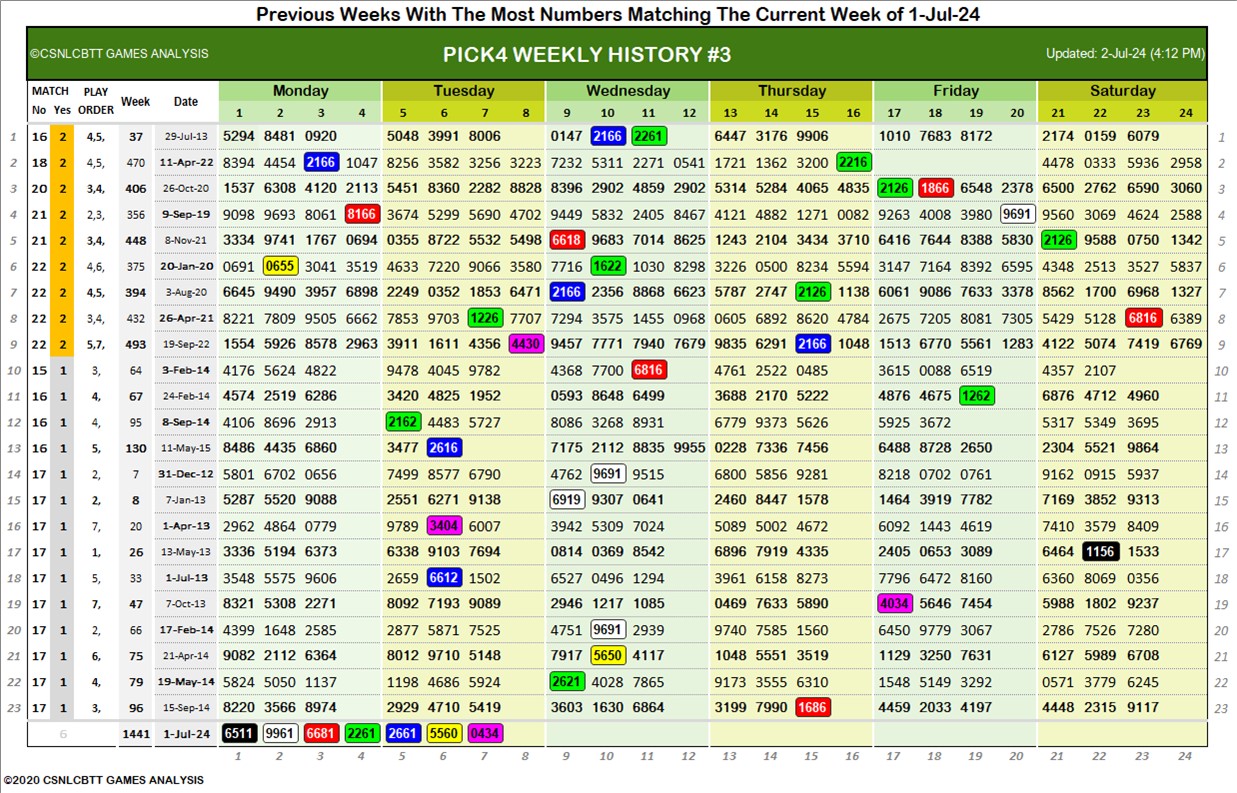 Previous Weeks With The Most Numbers Matching The Current Week of 1-Jul-24
©CSNLCBTT GAMES ANALYSIS PICK4 WEEKLY HISTORY #3 Updated: 2-Jul-24 (4:12 PM)
MATCH PLAY Week Date Monday Tuesday Wednesday Thursday Friday Saturday
No Yes ORDER 1 2 3 4 5 6 7 8 9 10 11 12 13 14 15 16 17 18 19 20 21 22 23 24
1 16 2 4,5, 37 29-Jul-13 5294 8481 0920 5048 3991 8006 0147 2166 2261 6447 3176 9906 1010 7683 8172 2174 0159 6079 1
2 18 2 4,5, 470 11-Apr-22 8394 4454 2166 1047 8256 3582 3256 3223 7232 5311 2271 0541 1721 1362 3200 2216 4478 0333 5936 2958 2
3 20 2 3,4, 406 26-Oct-20 1537 6308 4120 2113 5451 8360 2282 8828 8396 2902 4859 2902 5314 5284 4065 4835 2126 1866 6548 2378 6500 2762 6590 3060 3
4 21 2 2,3, 356 9-Sep-19 9098 9693 8061 8166 3674 5299 5690 4702 9449 5832 2405 8467 4121 4882 1271 0082 9263 4008 3980 9691 9560 3069 4624 2588 4
5 21 2 3,4, 448 8-Nov-21 3334 9741 1767 0694 0355 8722 5532 5498 6618 9683 7014 8625 1243 2104 3434 3710 6416 7644 8388 5830 2126 9588 0750 1342 5
6 22 2 4,6, 375 20-Jan-20 0691 0655 3041 3519 4633 7220 9066 3580 7716 1622 1030 8298 3226 0500 8234 5594 3147 7164 8392 6595 4348 2513 3527 5837 6
7 22 2 4,5, 394 3-Aug-20 6645 9490 3957 6898 2249 0352 1853 6471 2166 2356 8868 6623 5787 2747 2126 1138 6061 9086 7633 5378 8562 1700 6968 1327 7
8 22 2 3,4, 432 26-Apr-21 8221 7809 9505 6662 7853 9703 1226 7707 7294 3575 1455 0968 0605 6892 8620 4784 2675 7205 8081 7305 5429 5128 6816 6389 8
9 22 2 5,7, 493 19-Sep-22 1554 5926 8578 2963 3911 1611 4356 4430 9457 7771 7940 7679 9835 6291 2166 1048 1513 6770 5561 1283 4122 5074 7419 6769 9
10 15 1 3, 64 3-Feb-14 4176 5624 4822 9478 4045 9782 4368 7700 6816 4761 2522 0485 3615 0088 6519 4357 2107 10
11 16 1 4, 67 24-Feb-14 4574 2519 6286 3420 4825 1952 0593 8648 6499 3688 2170 5222 4876 4675 1262 6876 4712 4960 11
12 16 1 4, 95 8-Sep-14 4106 8696 2913 2162 4483 5727 8086 3268 8931 6779 9373 5626 5925 3672 5317 5349 3695 12
13 16 1 5, 130 11-May-15 8486 4435 6860 3477 2616 7175 2112 8835 9955 0228 7336 7456 6488 8728 2650 2304 5521 9864 13
14 17 1 2, 7 31-Dec-12 5801 6702 0656 7499 8577 6790 4762 9691 9515 6800 5856 9281 8218 0702 0761 9162 0915 5937 14
15 17 1 2, 8 7-Jan-13 5287 5520 9088 2551 6271 9138 6919 9307 0641 2460 8447 1578 1464 3919 7782 7169 3852 9313 15
16 17 1 7, 20 1-Apr-13 2962 4864 0779 9789 3404 6007 3942 5309 7024 5089 5002 4672 6092 1443 4619 7410 3579 8409 16
17 17 1 1, 26 13-May-13 3336 5194 6373 6338 9103 7694 0814 0369 8542 6896 7919 4335 2405 0653 3089 6464 1156 1533 17
18 17 1 5, 33 1-Jul-13 3548 5575 9606 2659 6612 1502 6527 0496 1294 3961 6158 8273 7796 6472 8160 6360 8069 0356 18
19 17 1 7, 47 7-Oct-13 8321 5308 2271 8092 7193 9089 2946 1217 1085 0469 7633 5890 4034 5646 7454 5988 1802 9237 19
20 17 1 2, 66 17-Feb-14 4399 1648 2585 2877 5871 7525 4751 9691 2939 9740 7585 1560 6450 9779 3067 2786 7526 7280 20
21 17 1 6, 75 21-Apr-14 9082 2112 6364 8012 9710 5148 7917 5650 4117 1048 5551 3519 1129 3250 7631 6127 5989 6708 21
22 17 1 4, 79 19-May-14 5824 5050 1137 1198 4686 5924 2621 4028 7865 9173 3555 6310 1548 5149 3292 0571 3779 6245 22
23 17 1 3, 96 15-Sep-14 8220 3566 8974 2929 4710 5419 3603 1630 6864 3199 7990 1686 4459 2033 4197 4448 2315 9117 23
6 1441 1-Jul-24 6511 9961 6681 2261 2661 5560 0434
1 2 3 4 5 6 7 8 9 10 11 12 13 14 15 16 17 18 19 20 21 22 23 24
©2020 CSNLCBTT GAMES ANALYSIS